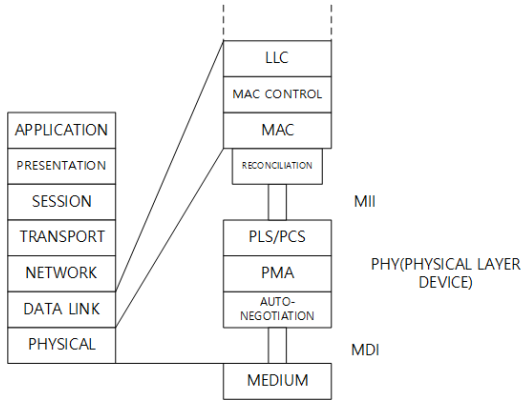 APPLICATION
PRESENTATION
SESSION
TRANSPORT
NETWORK
DATA LINK
PHYSICAL
LLC
MAC CONTROL
MAC
RECONCILIATION
MII
PLS/PCS
PMA
AUTO-
NEGOTIATION
PHY(PHYSICAL LAYER
DEVICE)
MDI
MEDIUM